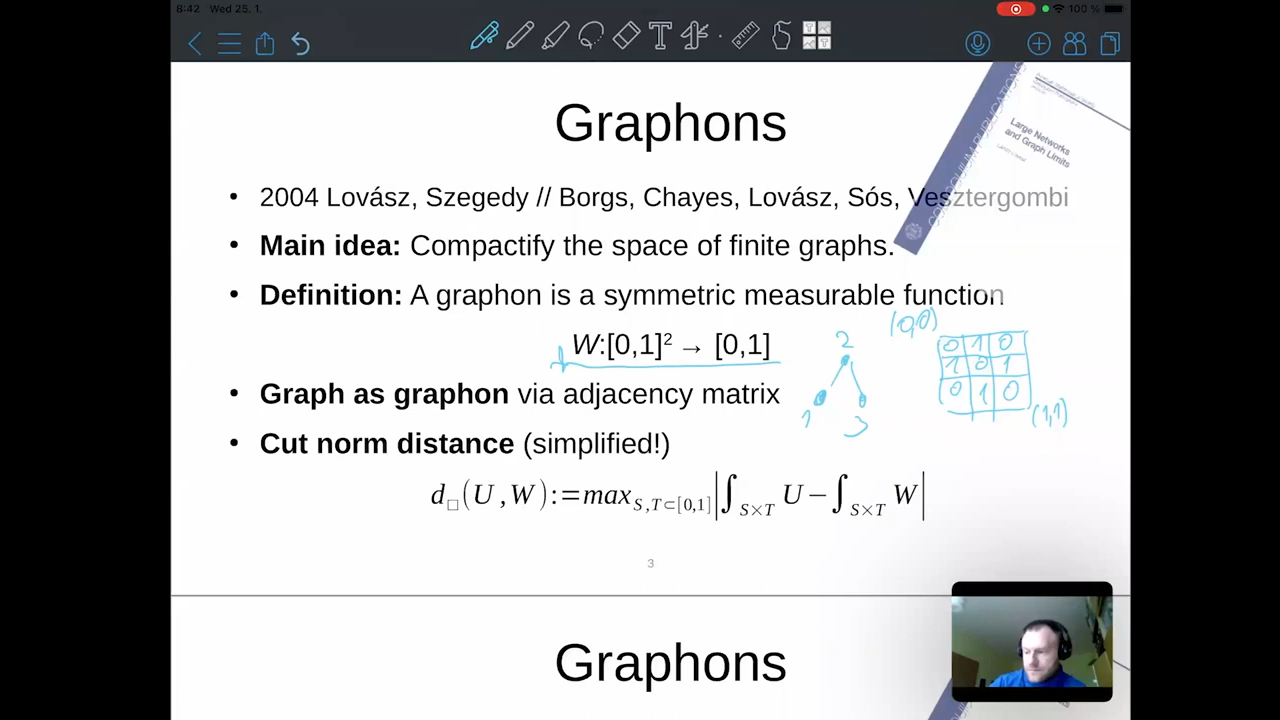 8:42 Wed 25. 1.
100 %
Graphons
COLLOQUIUM PUBLICATIONS
Large Networks
and Graph Limits
• 2004 Lovász, Szegedy // Borgs, Chayes, Lovász, Sós, Vesztergombi
• Main idea: Compactify the space of finite graphs.
• Definition: A graphon is a symmetric measurable function
W:[0,1]² → [0,1]
2
1
3
(0,0)
0 1 0
1 0 1
0 1 0
(1,1)
• Graph as graphon via adjacency matrix
• Cut norm distance (simplified!)
d□(U,W):=max_{S,T⊂[0,1]}|∫_{S×T} U−∫_{S×T} W|
3
Graphons